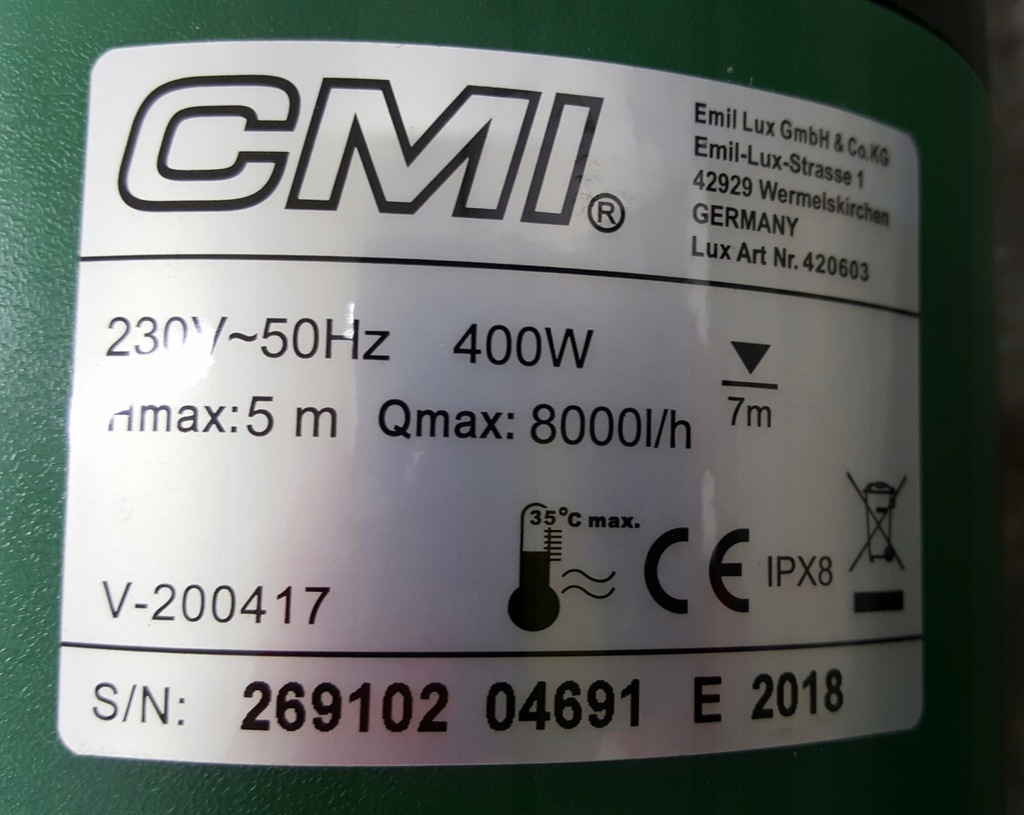 CMI®
Emil Lux GmbH & Co.KG
Emil-Lux-Strasse 1
42929 Wermelskirchen
GERMANY
Lux Art Nr. 420603
230V~50Hz 400W
7m
Hmax:5 m Qmax: 8000l/h
35°C max.
CE IPX8
V-200417
S/N: 269102 04691 E 2018